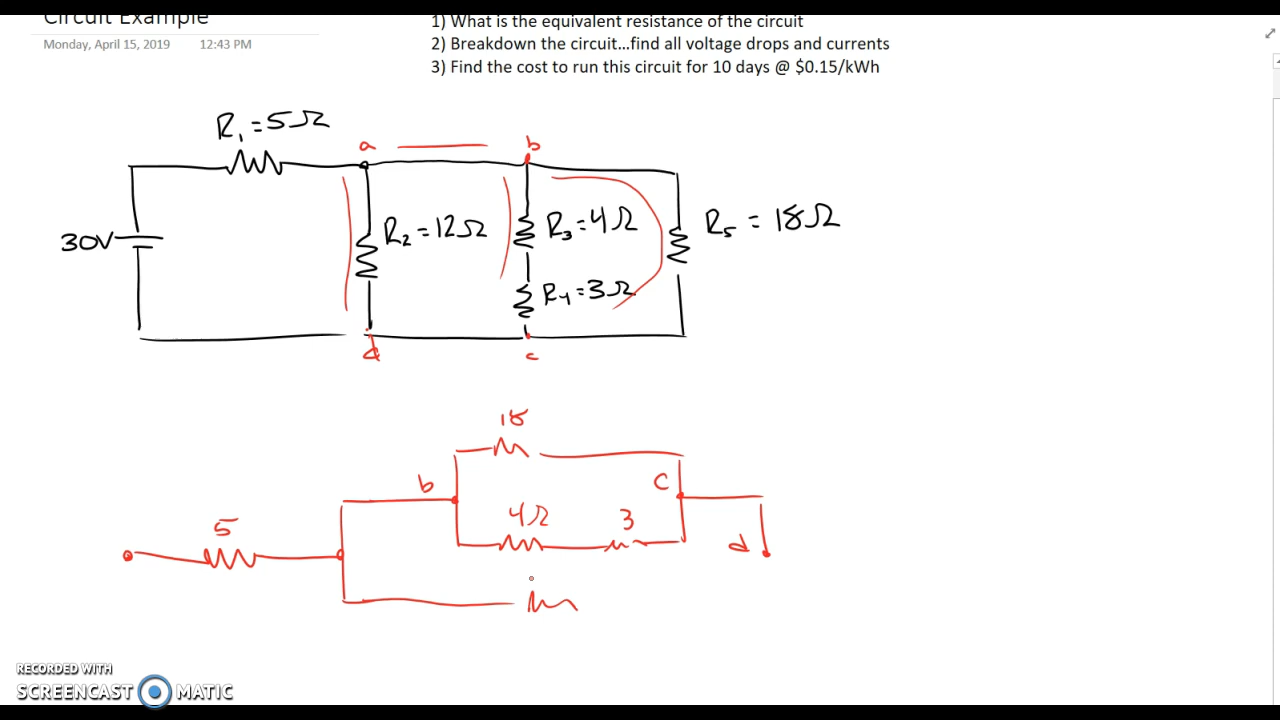 Circuit Example
Monday, April 15, 2019 12:43 PM
1) What is the equivalent resistance of the circuit
2) Breakdown the circuit...find all voltage drops and currents
3) Find the cost to run this circuit for 10 days @ $0.15/kWh
R₁ = 5Ω
a
b
30V
R₂ = 12Ω
R₃ = 4Ω
R₅ = 18Ω
R₄ = 3Ω
d
c
18
b
c
5
4Ω
3
d
RECORDED WITH
SCREENCAST MATIC